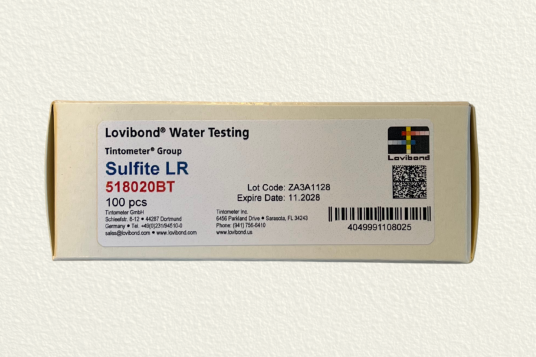 Lovibond® Water Testing
Tintometer® Group
Lovibond
Sulfite LR
518020BT
100 pcs
Lot Code: ZA3A1128
Expire Date: 11.2028
Tintometer GmbH
Schleefstr. 8-12 • 44287 Dortmund
Germany • Tel. +49(0)231/94510-0
sales@lovibond.com • www.lovibond.com
Tintometer Inc.
6456 Parkland Drive • Sarasota, FL 34243
Phone: (941) 756-6410
www.lovibond.us
4049991108025